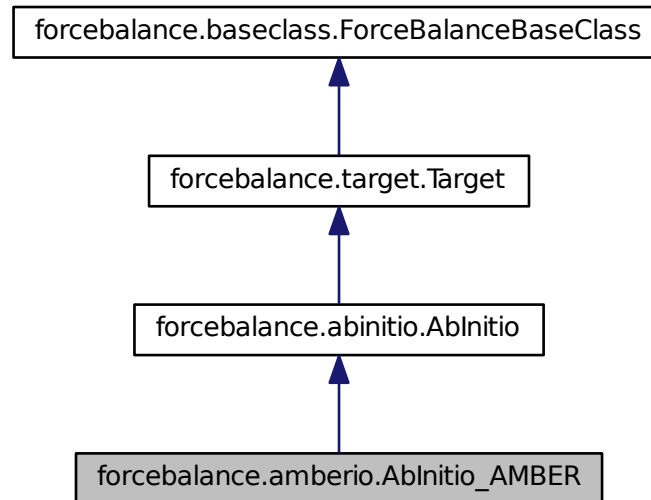 forcebalance.baseclass.ForceBalanceBaseClass
forcebalance.target.Target
forcebalance.abinitio.AbInitio
forcebalance.amberio.AbInitio_AMBER